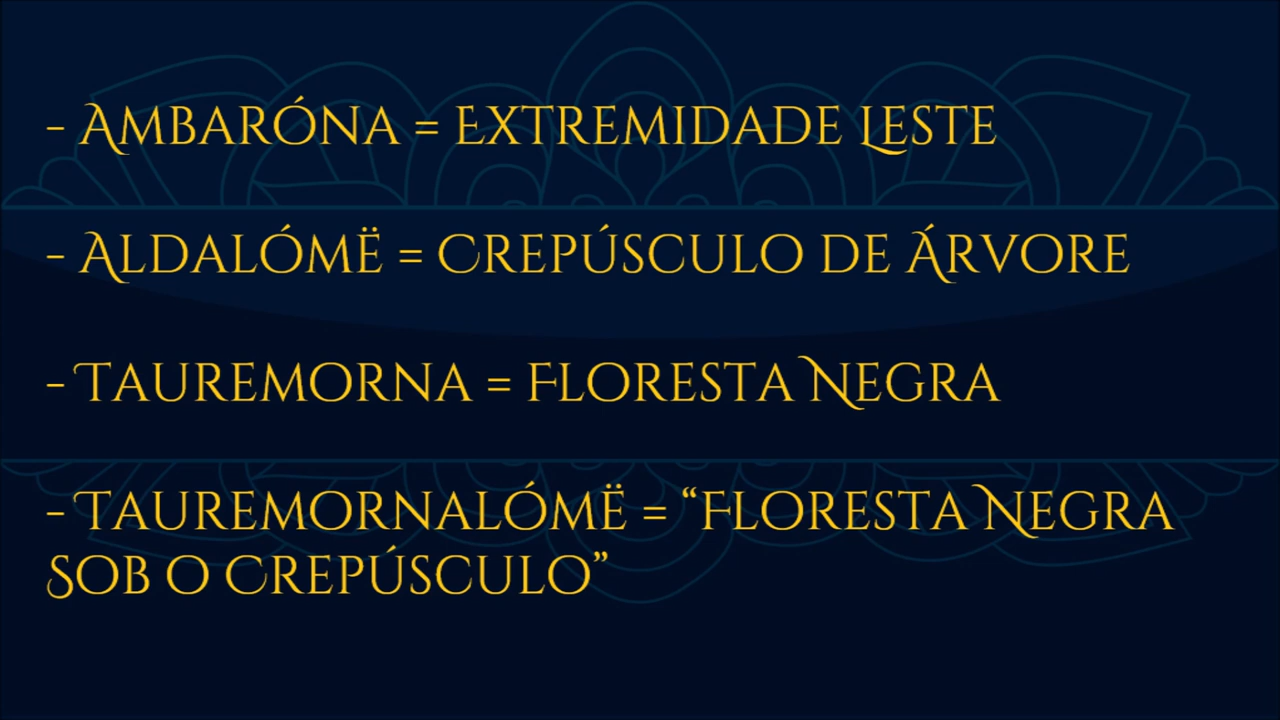 - Ambaróna = Extremidade Leste
- Aldalómë = Crepúsculo de Árvore
- Tauremorna = Floresta Negra
- Tauremornalómë = “Floresta Negra
Sob o Crepúsculo”